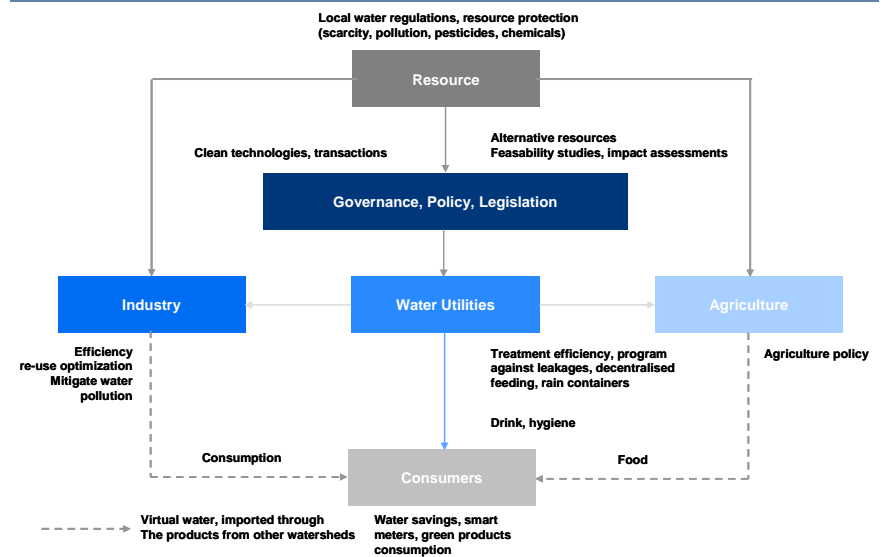 Local water regulations, resource protection
(scarcity, pollution, pesticides, chemicals)
Resource
Clean technologies, transactions
Alternative resources
Feasability studies, impact assessments
Governance, Policy, Legislation
Industry
Water Utilities
Agriculture
Efficiency
re-use optimization
Mitigate water
pollution
Treatment efficiency, program
against leakages, decentralised
feeding, rain containers
Agriculture policy
Drink, hygiene
Consumption
Food
Consumers
Virtual water, imported through
The products from other watersheds
Water savings, smart
meters, green products
consumption